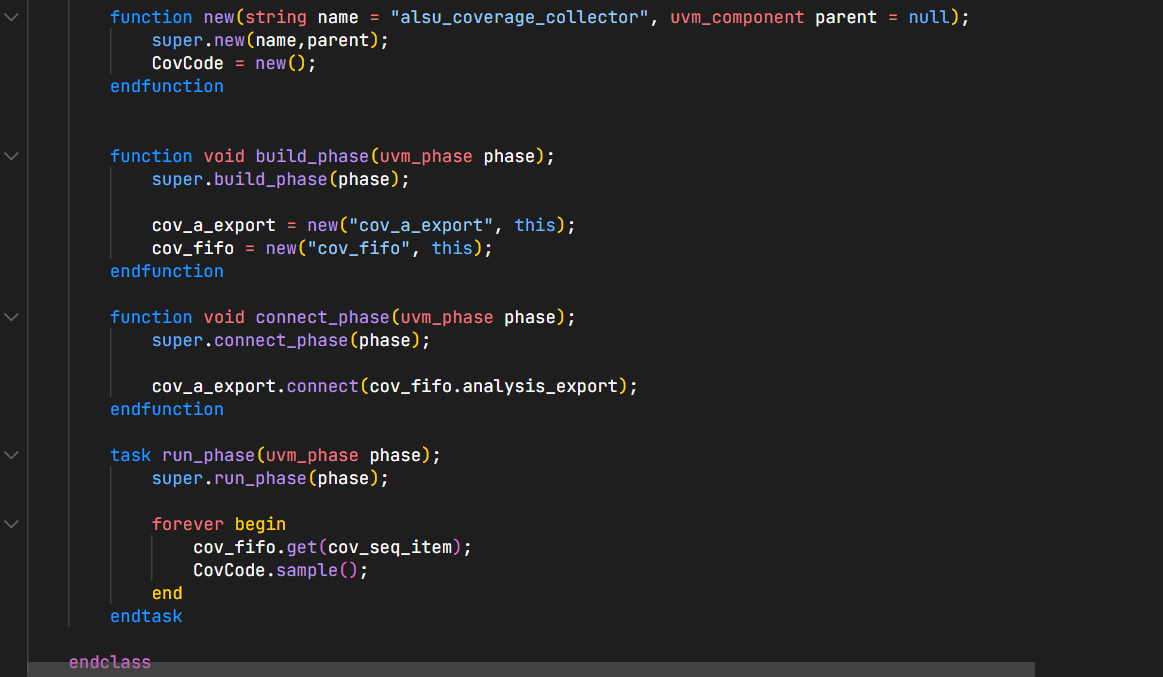 function new(string name = "alsu_coverage_collector", uvm_component parent = null);
super.new(name,parent);
CovCode = new();
endfunction
function void build_phase(uvm_phase phase);
super.build_phase(phase);
cov_a_export = new("cov_a_export", this);
cov_fifo = new("cov_fifo", this);
endfunction
function void connect_phase(uvm_phase phase);
super.connect_phase(phase);
cov_a_export.connect(cov_fifo.analysis_export);
endfunction
task run_phase(uvm_phase phase);
super.run_phase(phase);
forever begin
cov_fifo.get(cov_seq_item);
CovCode.sample();
end
endtask
endclass